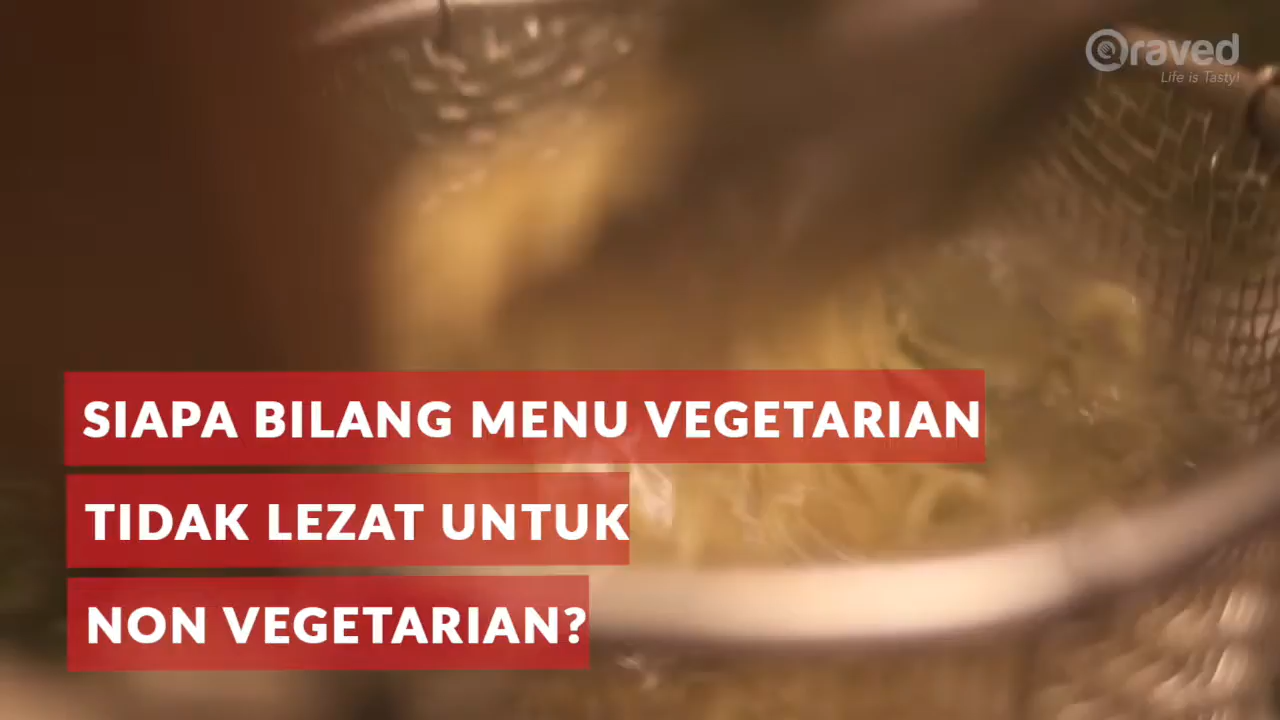 Qraved
Life is Tasty!
SIAPA BILANG MENU VEGETARIAN
TIDAK LEZAT UNTUK
NON VEGETARIAN?